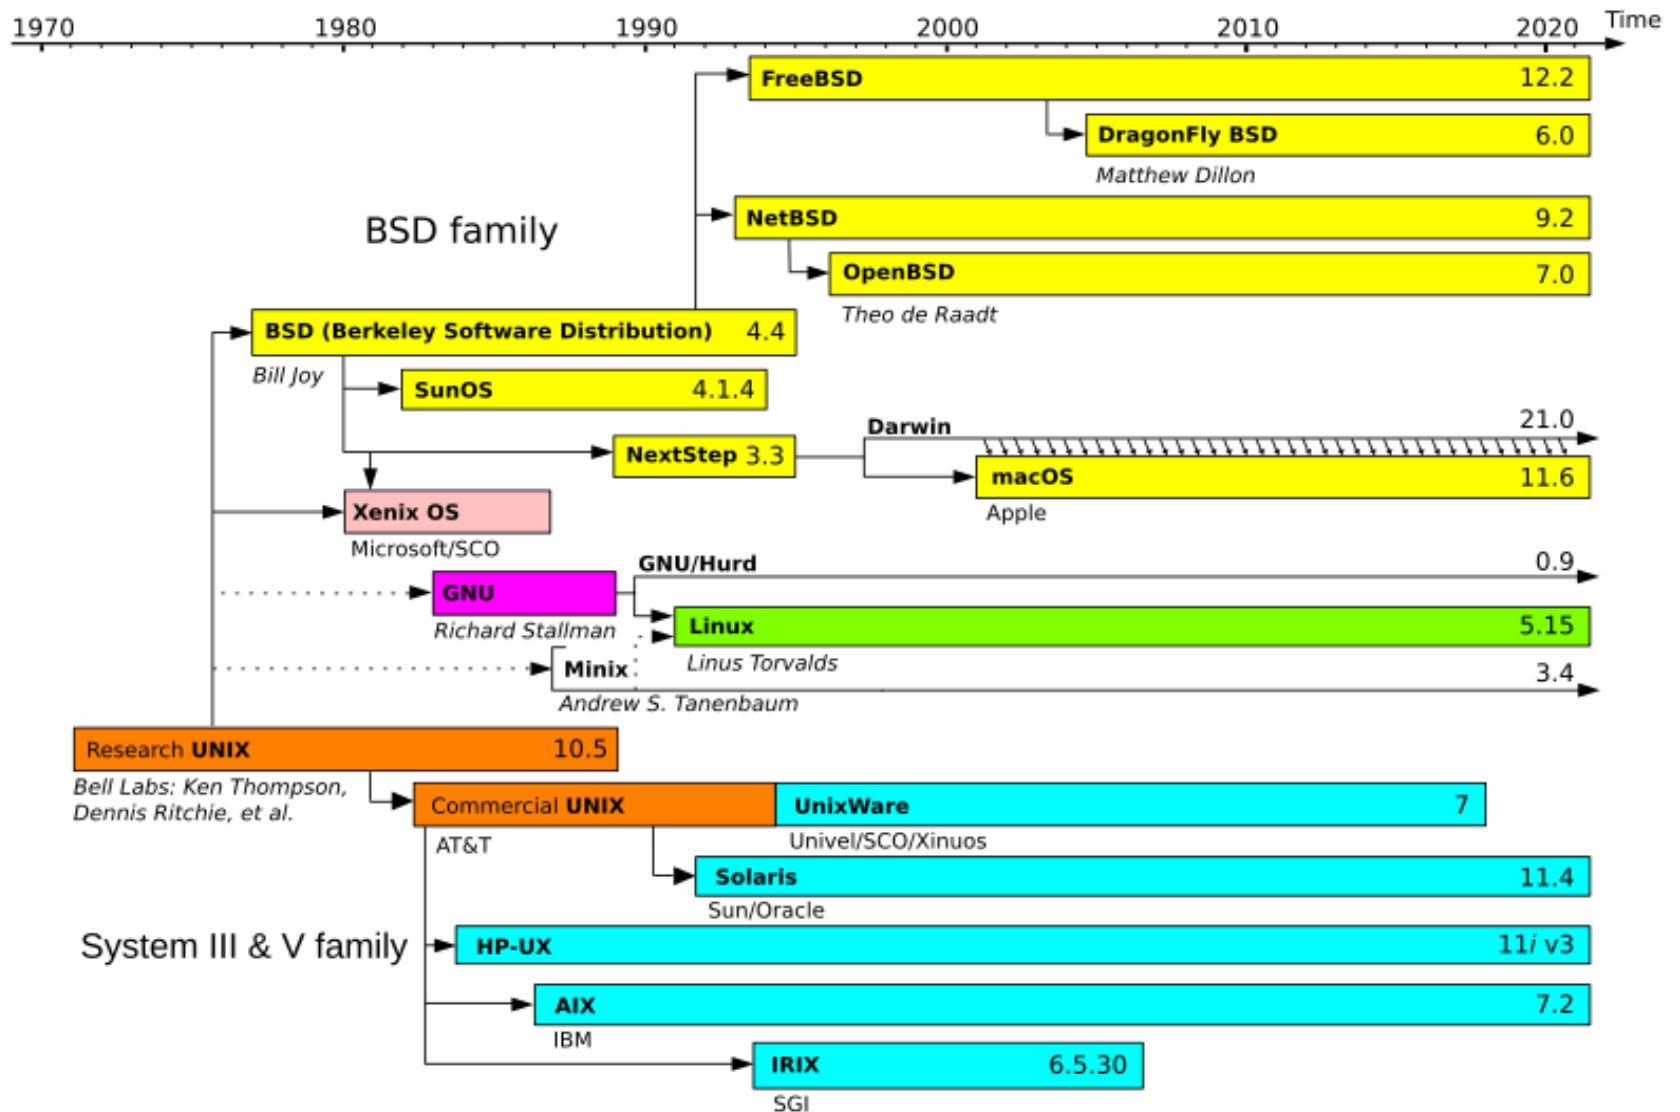 1970 1980 1990 2000 2010 2020 Time
FreeBSD 12.2
DragonFly BSD 6.0
Matthew Dillon
NetBSD 9.2
BSD family
OpenBSD 7.0
Theo de Raadt
BSD (Berkeley Software Distribution) 4.4
Bill Joy
SunOS 4.1.4
Darwin 21.0
NextStep 3.3
macOS 11.6
Apple
Xenix OS
Microsoft/SCO
GNU/Hurd 0.9
GNU
Richard Stallman
Linux 5.15
Linus Torvalds
Minix 3.4
Andrew S. Tanenbaum
Research UNIX 10.5
Bell Labs: Ken Thompson,
Dennis Ritchie, et al.
Commercial UNIX UnixWare 7
AT&T Univel/SCO/Xinuos
Solaris 11.4
Sun/Oracle
System III & V family
HP-UX 11i v3
AIX 7.2
IBM
IRIX 6.5.30
SGI